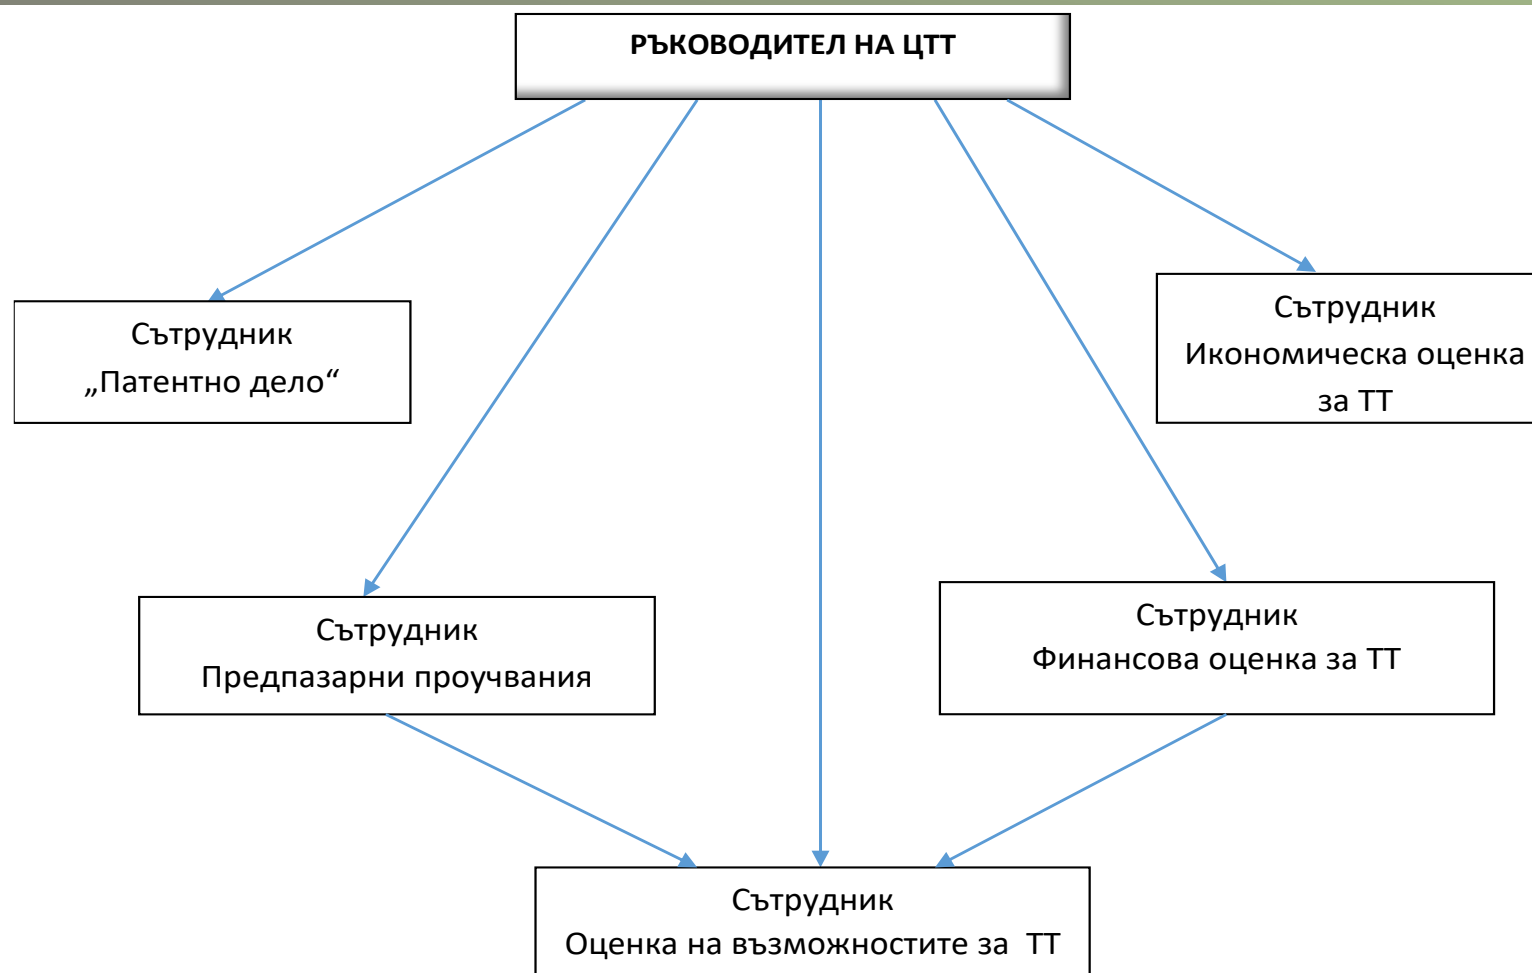 РЪКОВОДИТЕЛ НА ЦТТ
Сътрудник
„Патентно дело“
Сътрудник
Икономическа оценка
за ТТ
Сътрудник
Предпазарни проучвания
Сътрудник
Финансова оценка за ТТ
Сътрудник
Оценка на възможностите за  ТТ